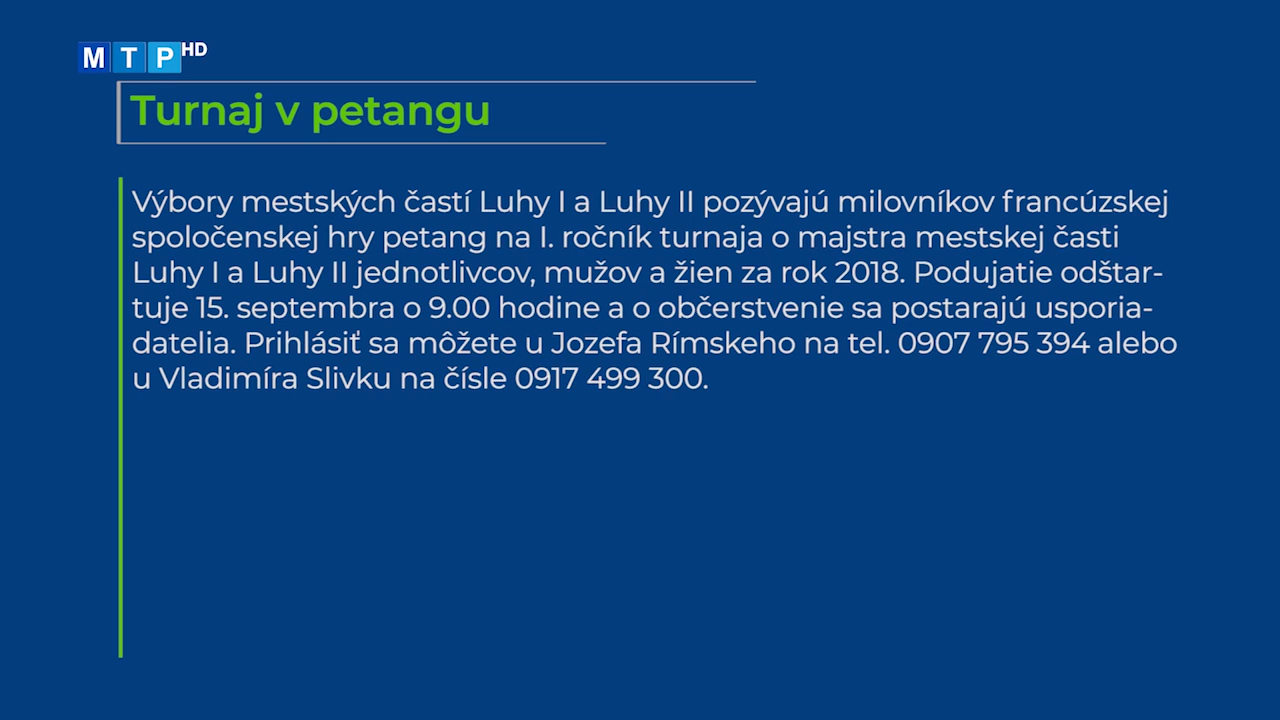 MTP HD
Turnaj v petangu
Výbory mestských častí Luhy I a Luhy II pozývajú milovníkov francúzskej
spoločenskej hry petang na I. ročník turnaja o majstra mestskej časti
Luhy I a Luhy II jednotlivcov, mužov a žien za rok 2018. Podujatie odštar-
tuje 15. septembra o 9.00 hodine a o občerstvenie sa postarajú usporia-
datelia. Prihlásiť sa môžete u Jozefa Rímskeho na tel. 0907 795 394 alebo
u Vladimíra Slivku na čísle 0917 499 300.